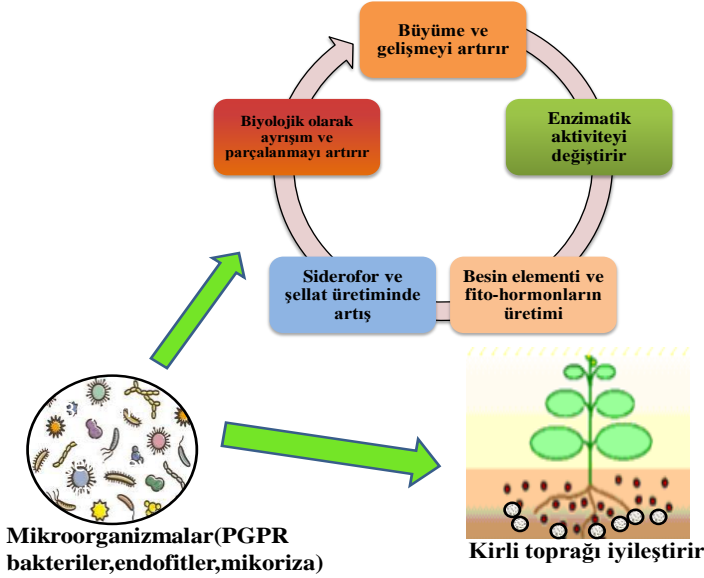 Büyüme ve
gelişmeyi artırır
Enzimatik
aktiviteyi
değiştirir
Besin elementi ve
fito-hormonların
üretimi
Siderofor ve
şellat üretiminde
artış
Biyolojik olarak
ayrışım ve
parçalanmayı artırır
Mikroorganizmalar(PGPR
bakteriler,endofitler,mikoriza)
Kirli toprağı iyileştirir